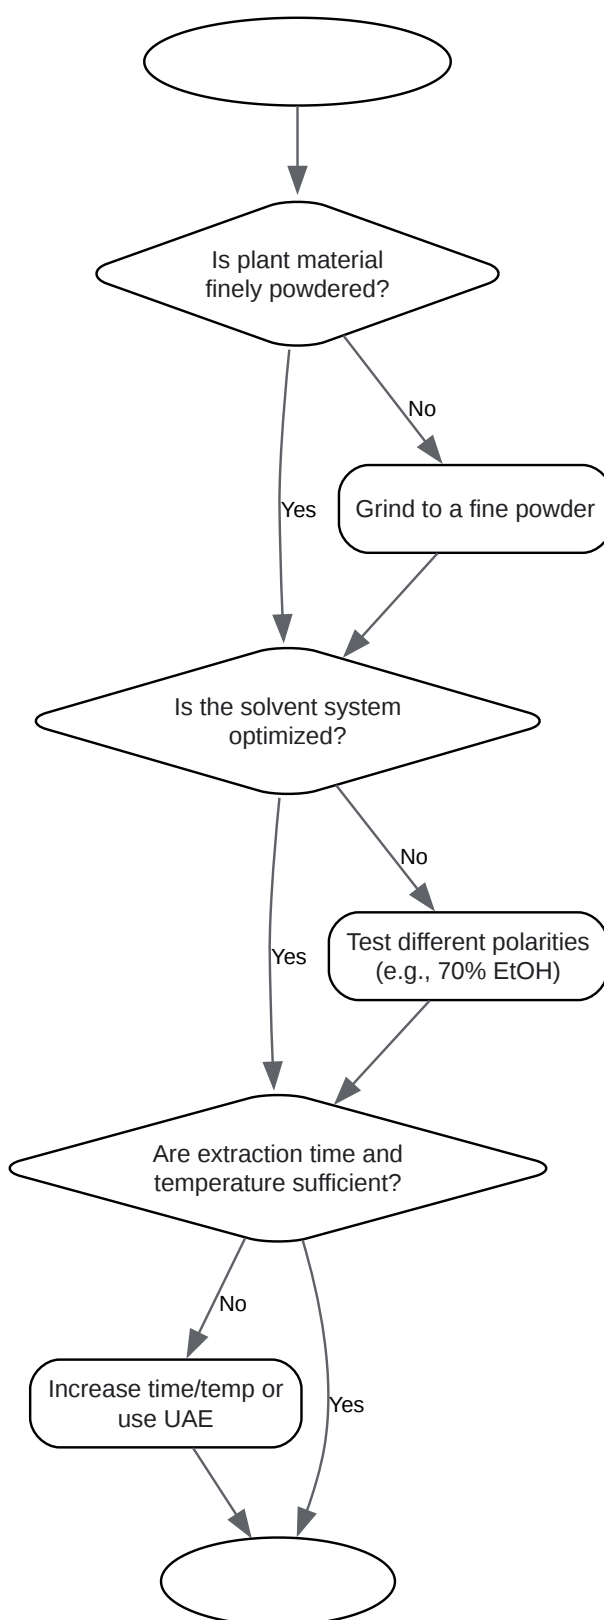 Is plant material
finely powdered?
No
Yes
Grind to a fine powder
Is the solvent system
optimized?
No
Yes
Test different polarities
(e.g., 70% EtOH)
Are extraction time and
temperature sufficient?
No
Increase time/temp or
use UAE
Yes